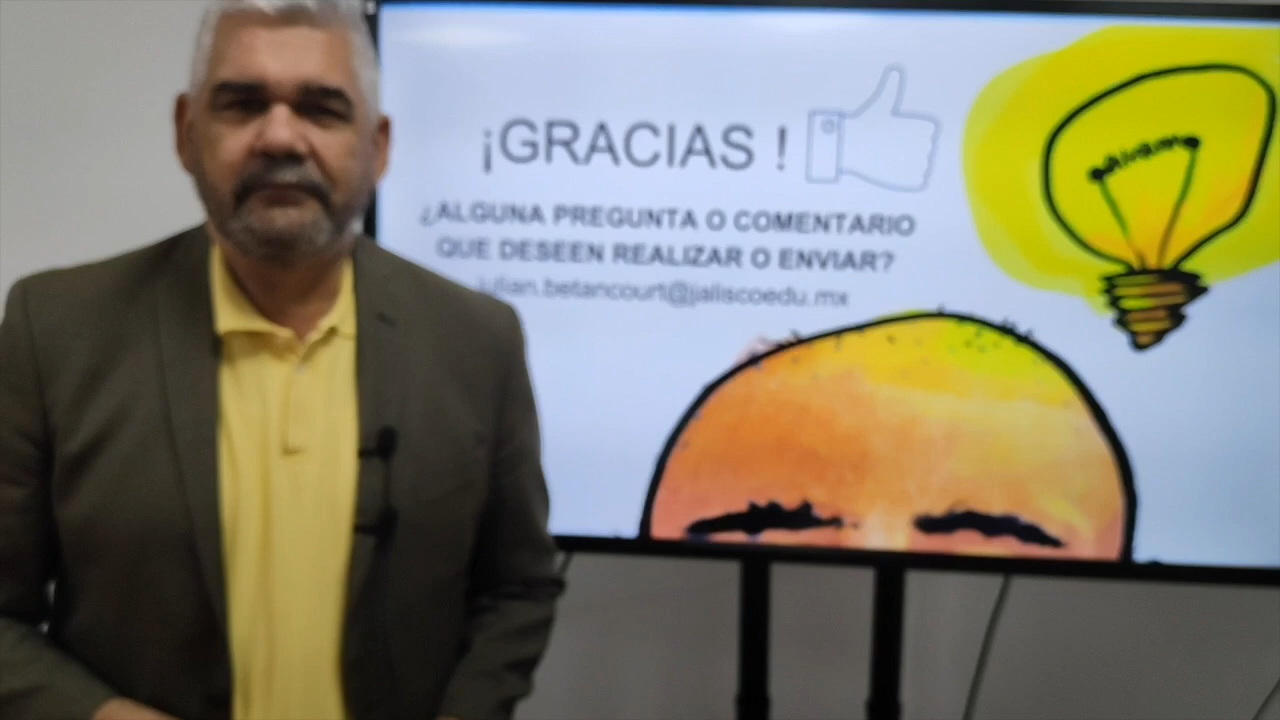 ¡GRACIAS !
¿ALGUNA PREGUNTA O COMENTARIO
QUE DESEEN REALIZAR O ENVIAR?
julian.betancourt@jaliscoedu.mx